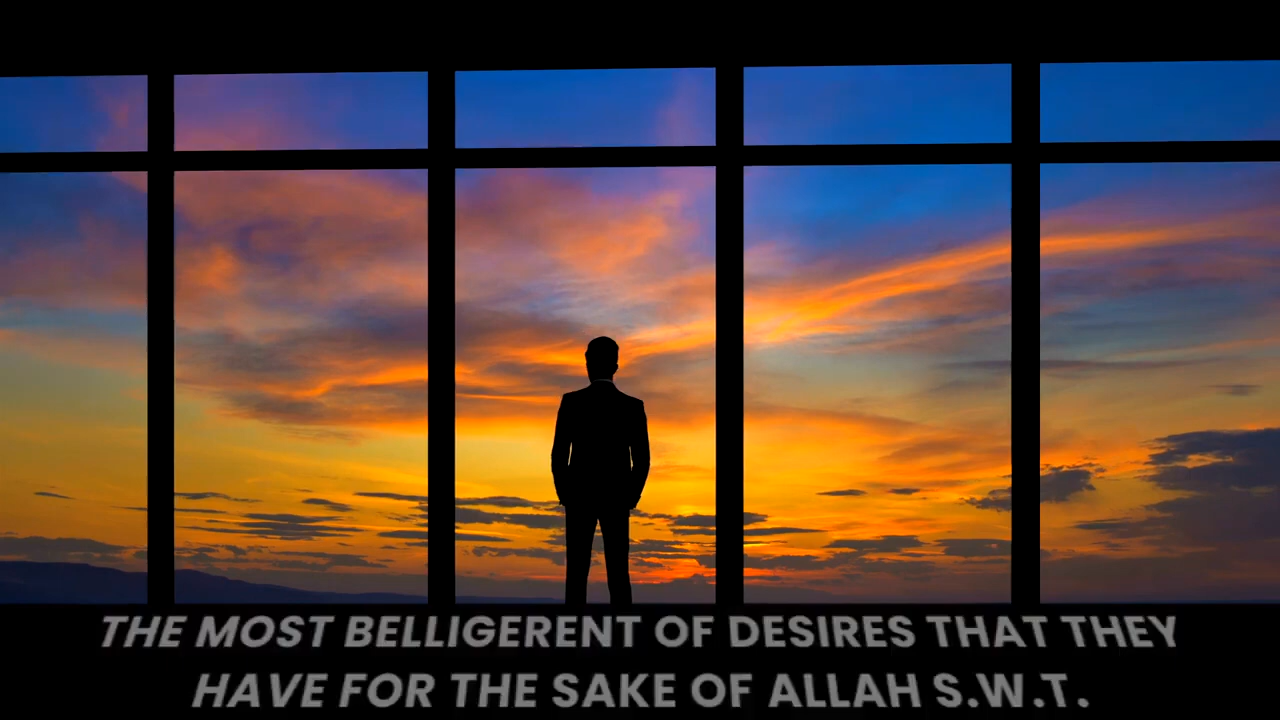 THE MOST BELLIGERENT OF DESIRES THAT THEY
HAVE FOR THE SAKE OF ALLAH S.W.T.